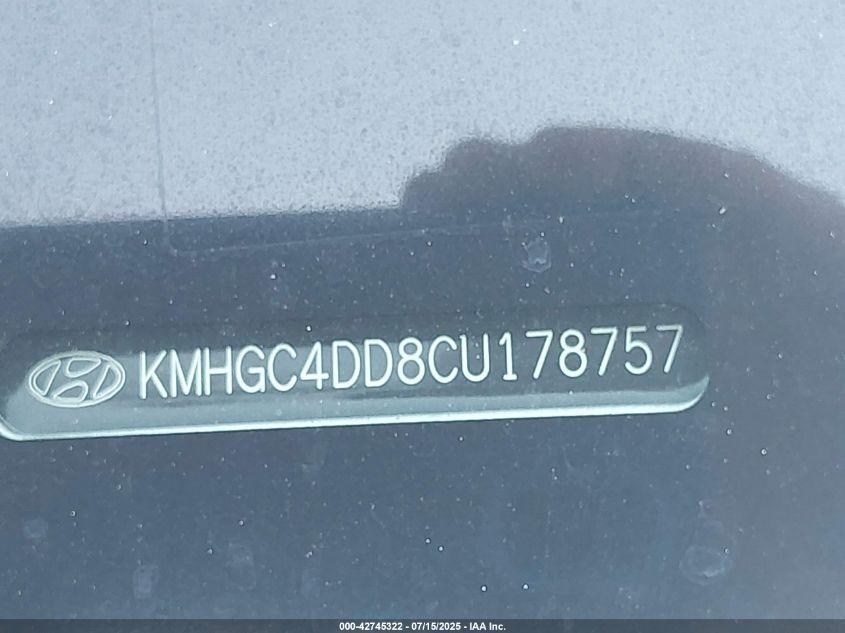 KMHGC4DD8CU178757
000-42745322 - 07/15/2025 - IAA Inc.